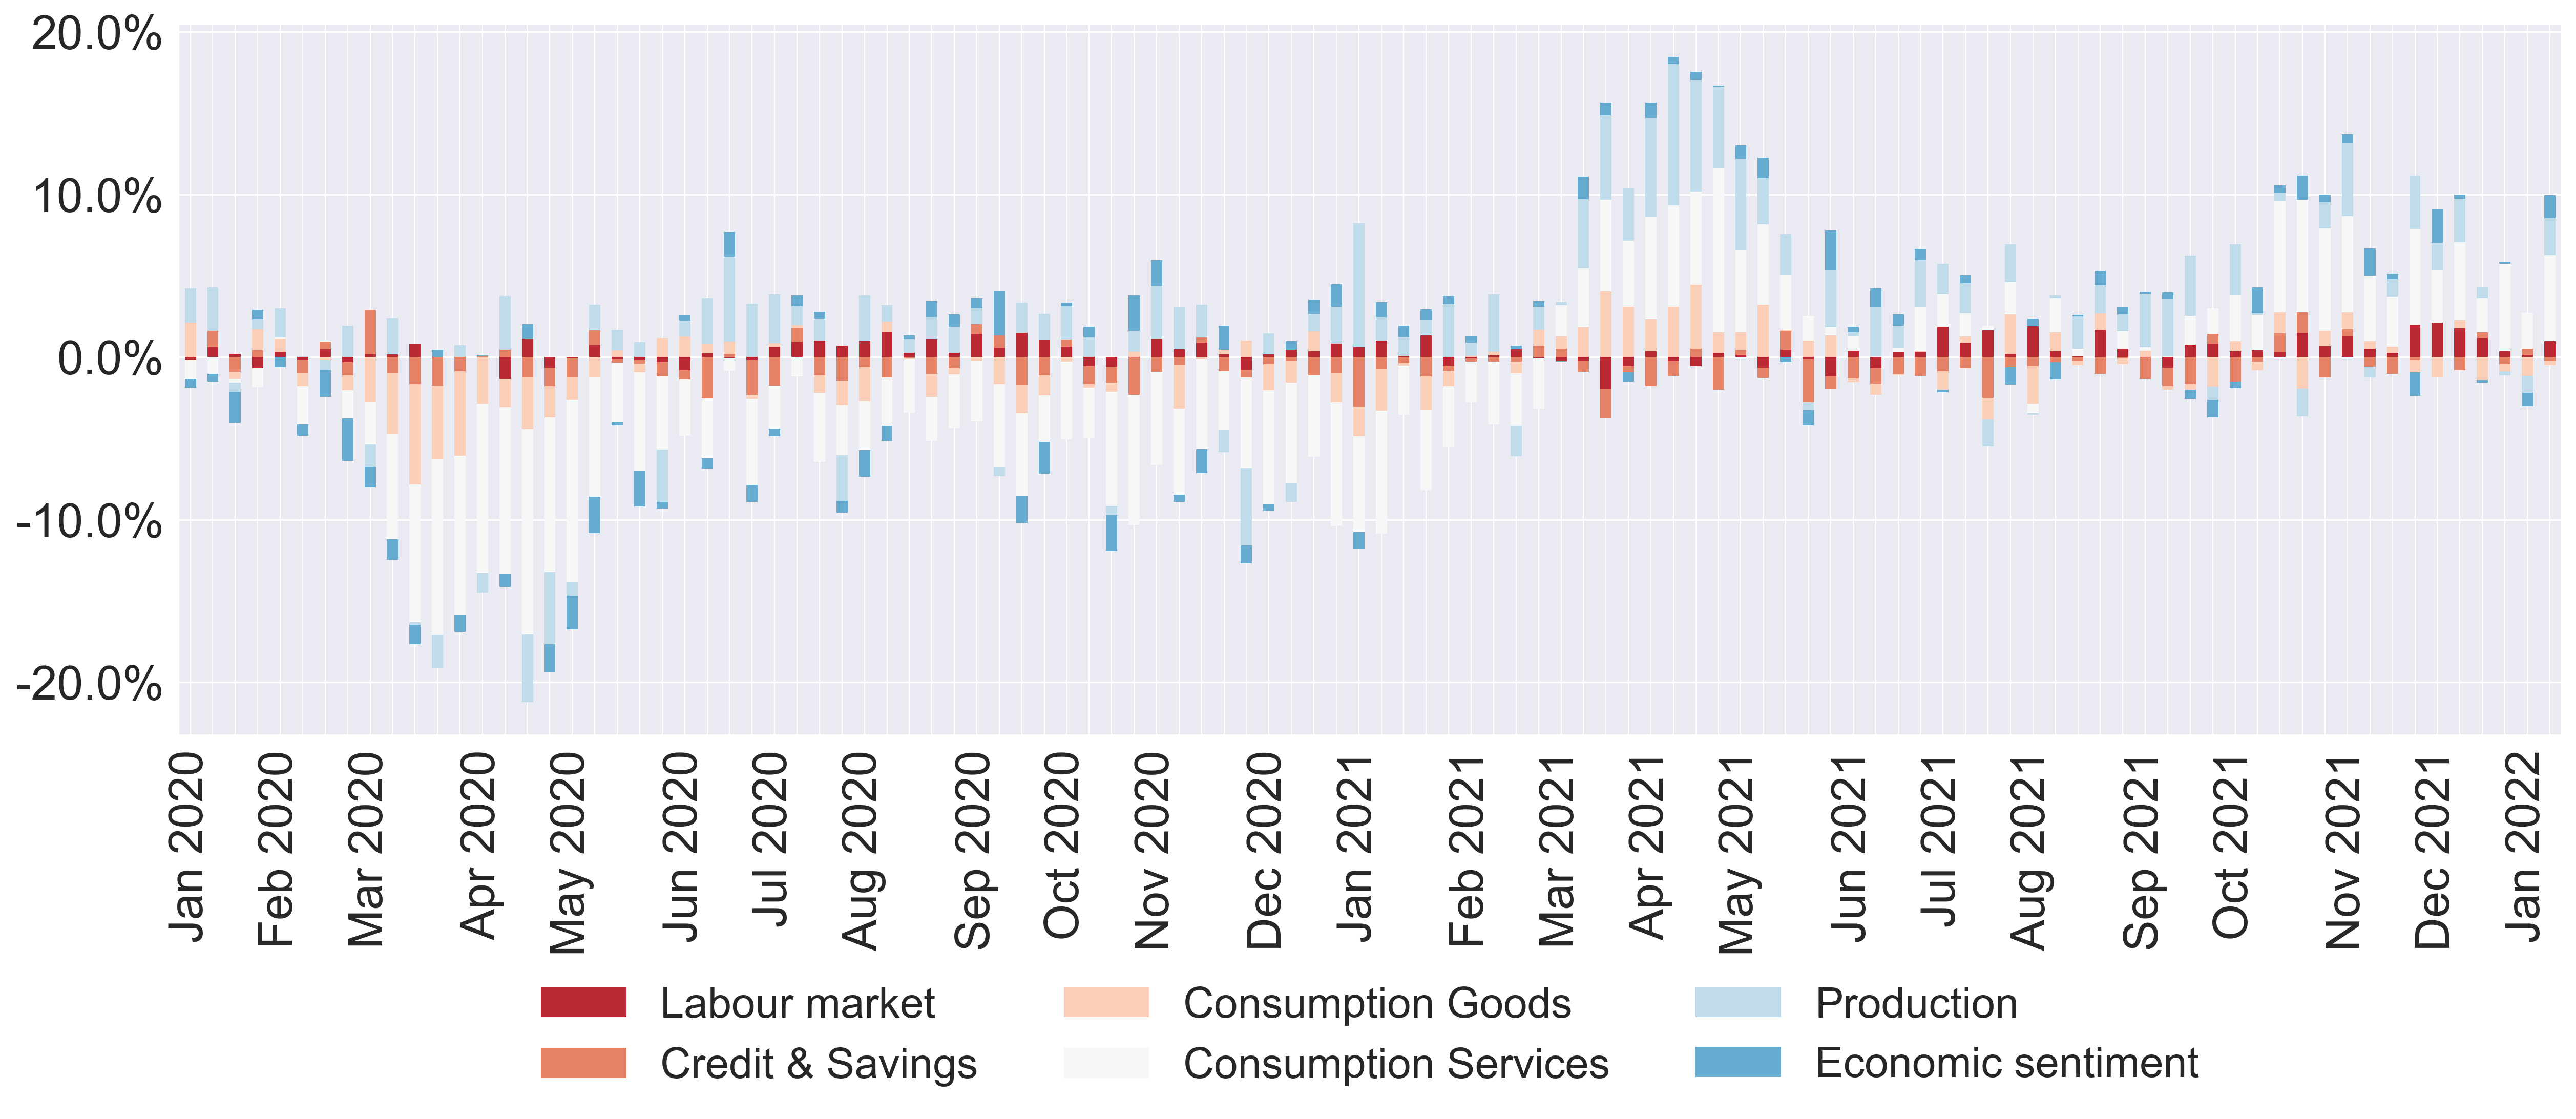 20.0%
10.0%
0.0%
-10.0%
-20.0%
Jan 2020
Feb 2020
Mar 2020
Apr 2020
May 2020
Jun 2020
Jul 2020
Aug 2020
Sep 2020
Oct 2020
Nov 2020
Dec 2020
Jan 2021
Feb 2021
Mar 2021
Apr 2021
May 2021
Jun 2021
Jul 2021
Aug 2021
Sep 2021
Oct 2021
Nov 2021
Dec 2021
Jan 2022
Labour market
Credit & Savings
Consumption Goods
Consumption Services
Production
Economic sentiment